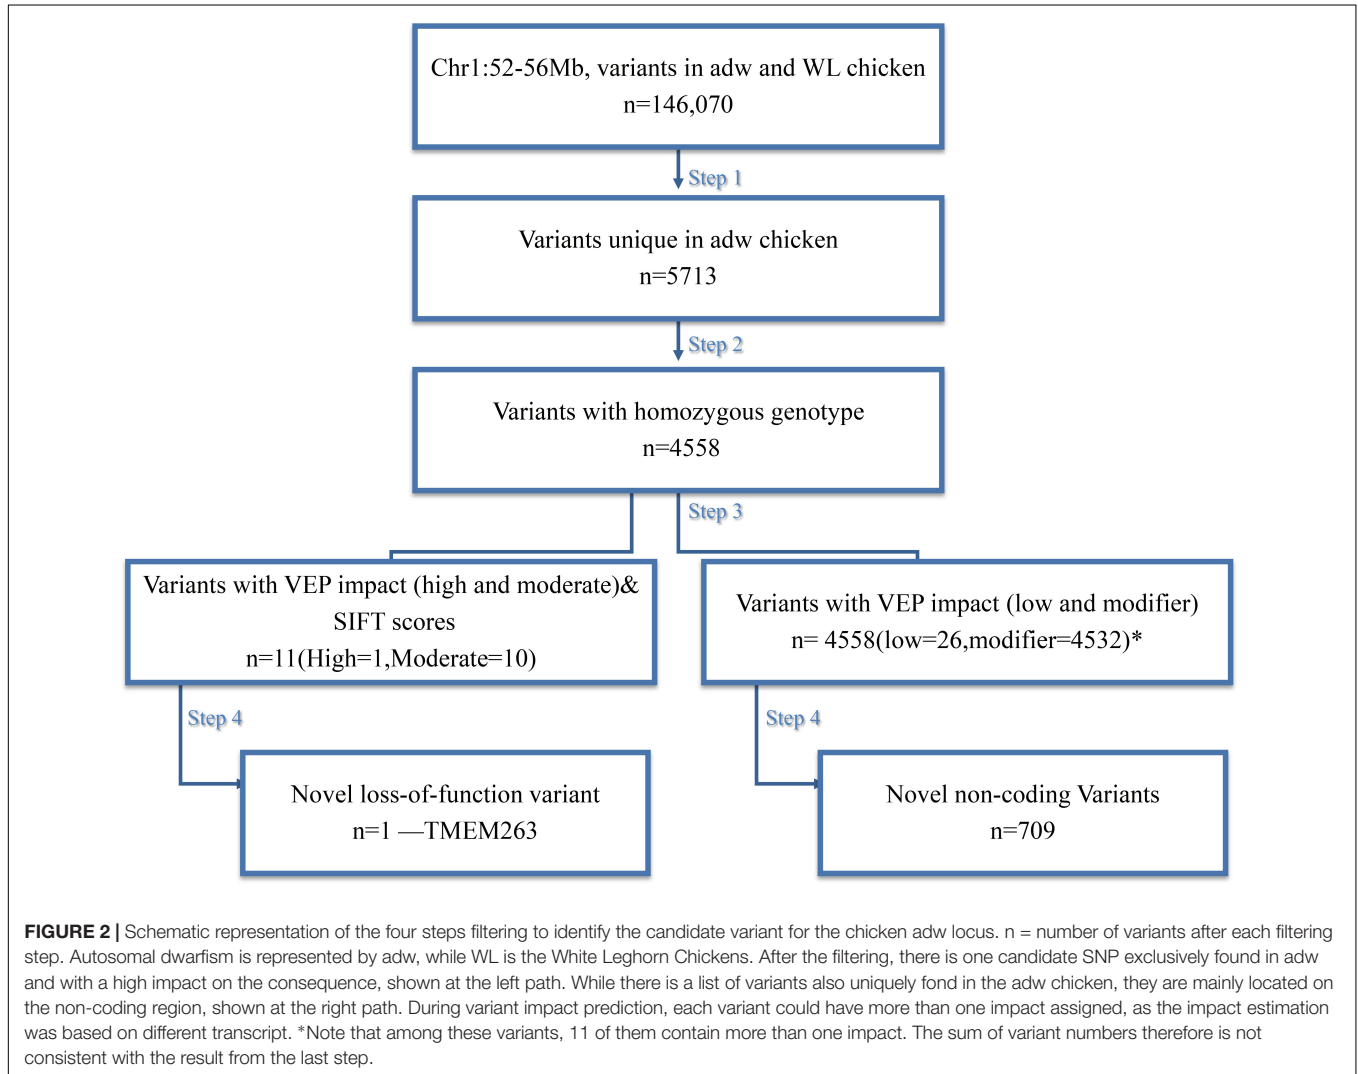 Chr1:52-56Mb, variants in adw and WL chicken
n=146,070
Step 1
Variants unique in adw chicken
n=5713
Step 2
Variants with homozygous genotype
n=4558
Step 3
Variants with VEP impact (high and moderate)&
SIFT scores
n=11(High=1,Moderate=10)
Variants with VEP impact (low and modifier)
n= 4558(low=26,modifier=4532)*
Step 4
Step 4
Novel loss-of-function variant
n=1 —TMEM263
Novel non-coding Variants
n=709
FIGURE 2 | Schematic representation of the four steps filtering to identify the candidate variant for the chicken adw locus. n = number of variants after each filtering
step. Autosomal dwarfism is represented by adw, while WL is the White Leghorn Chickens. After the filtering, there is one candidate SNP exclusively found in adw
and with a high impact on the consequence, shown at the left path. While there is a list of variants also uniquely fond in the adw chicken, they are mainly located on
the non-coding region, shown at the right path. During variant impact prediction, each variant could have more than one impact assigned, as the impact estimation
was based on different transcript. *Note that among these variants, 11 of them contain more than one impact. The sum of variant numbers therefore is not
consistent with the result from the last step.